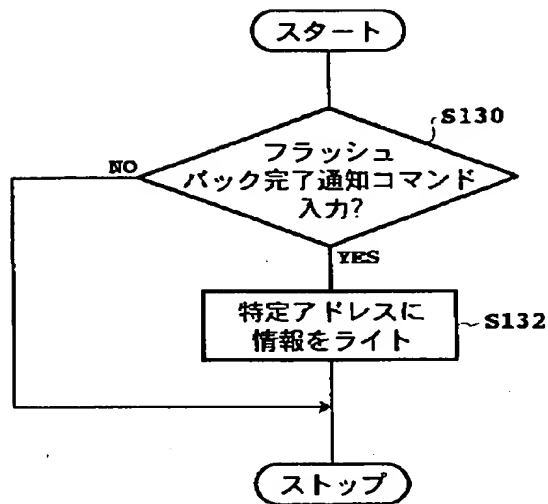 スタート
S130
フラッシュ
バック完了通知コマンド
入力?
NO
YES
特定アドレスに
情報をライト
S132
ストップ